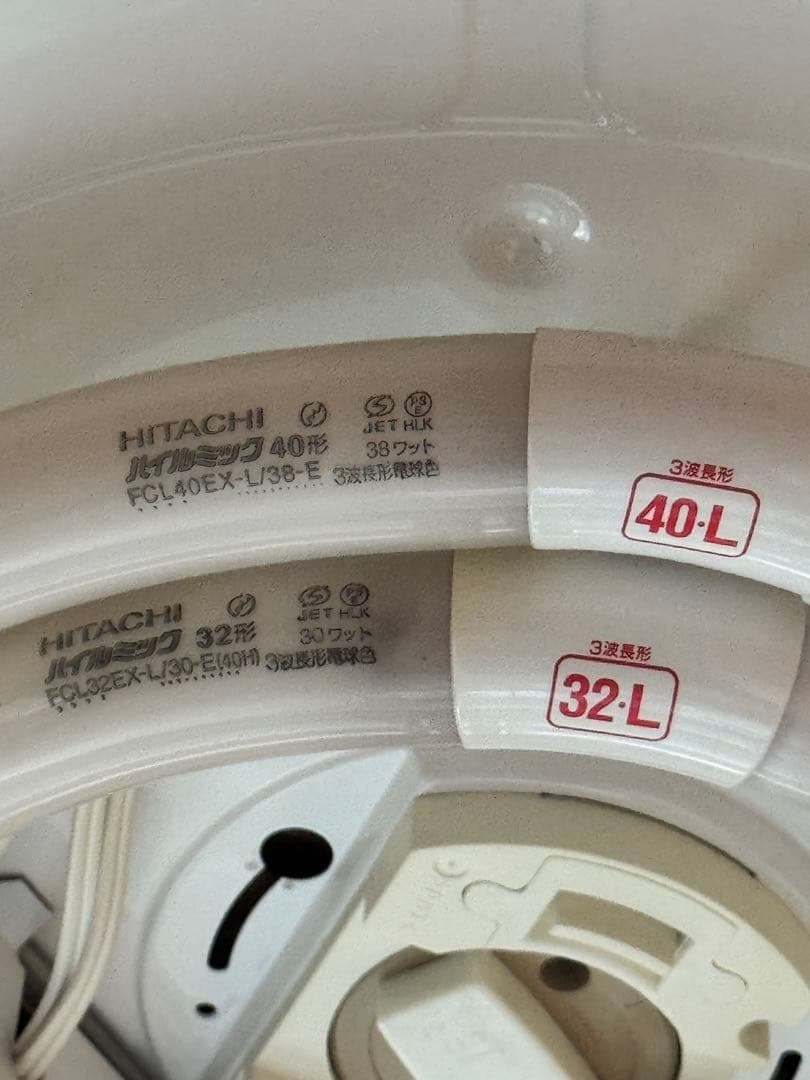 HITACHI
JET HLK
PS E
ハイルミック 40形 38ワット
FCL40EX-L/38-E 3波長形電球色
3波長形
40·L
HITACHI
JET HLK
PS E
ハイルミック 32形 30ワット
FCL32EX-L/30-E(40H) 3波長形電球色
3波長形
32·L